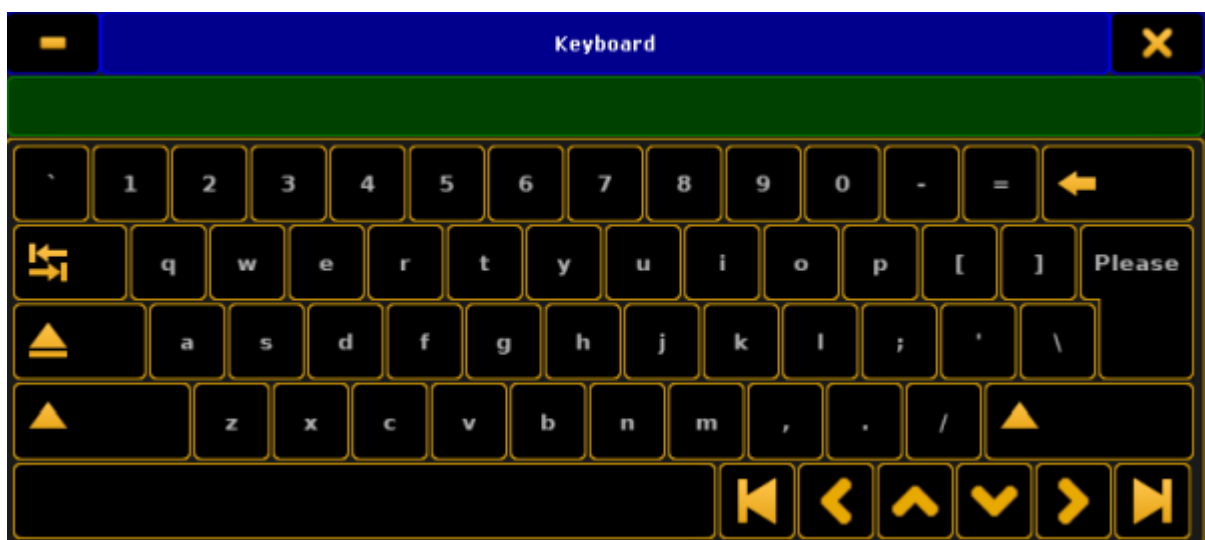 Keyboard
` 1 2 3 4 5 6 7 8 9 0 - =
q w e r t y u i o p [ ] Please
a s d f g h j k l ; ' \
z x c v b n m , . /